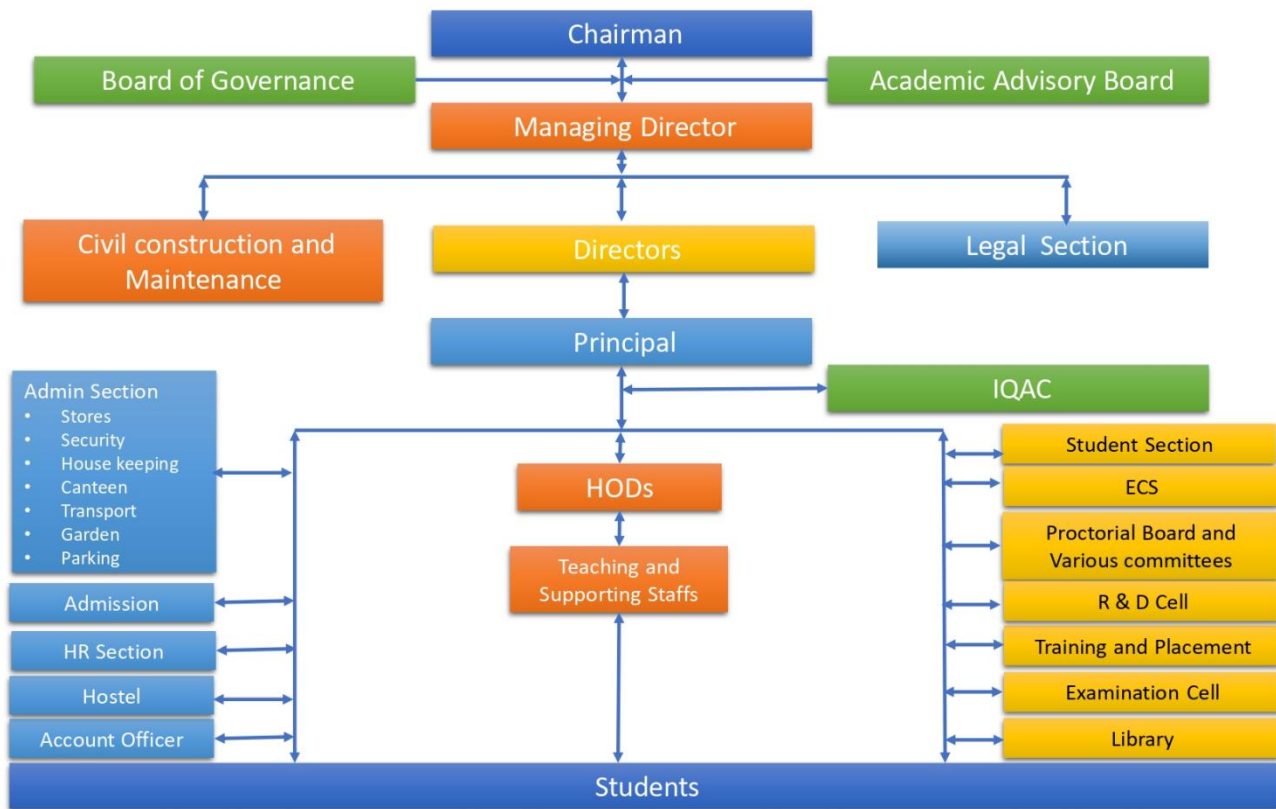 Chairman
Board of Governance
Academic Advisory Board
Managing Director
Civil construction and
Maintenance
Directors
Legal Section
Principal
IQAC
Admin Section
• Stores
• Security
• House keeping
• Canteen
• Transport
• Garden
• Parking
Admission
HR Section
Hostel
Account Officer
HODs
Teaching and
Supporting Staffs
Student Section
ECS
Proctorial Board and
Various committees
R & D Cell
Training and Placement
Examination Cell
Library
Students